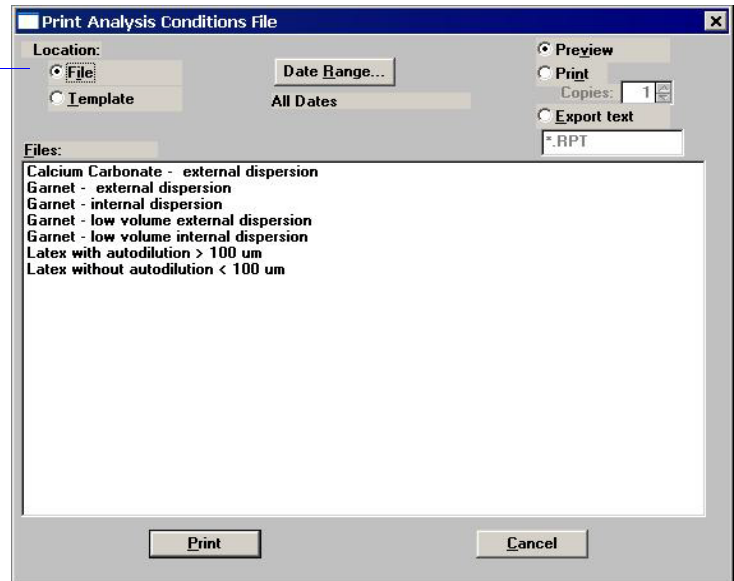 Print Analysis Conditions File
Location:
File
Template
Date Range...
All Dates
Preview
Print
Copies: 1
Export text
*.RPT
Files:
Calcium Carbonate - external dispersion
Garnet - external dispersion
Garnet - internal dispersion
Garnet - low volume external dispersion
Garnet - low volume internal dispersion
Latex with autodilution > 100 um
Latex without autodilution < 100 um
Print
Cancel